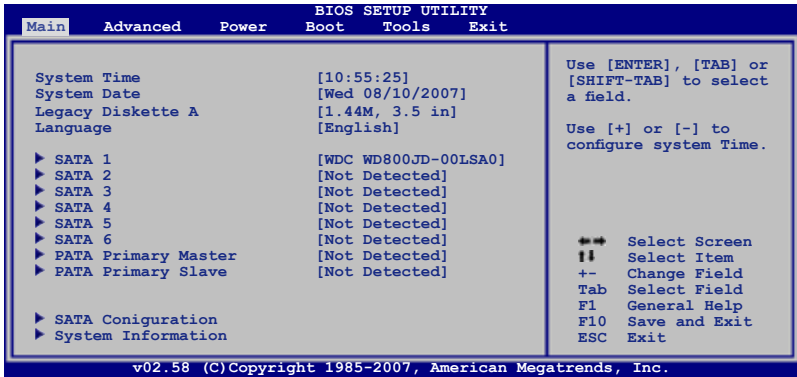 BIOS SETUP UTILITY
Main Advanced Power Boot Tools Exit
System Time [10:55:25]
System Date [Wed 08/10/2007]
Legacy Diskette A [1.44M, 3.5 in]
Language [English]
SATA 1 [WDC WD800JD-00LSA0]
SATA 2 [Not Detected]
SATA 3 [Not Detected]
SATA 4 [Not Detected]
SATA 5 [Not Detected]
SATA 6 [Not Detected]
PATA Primary Master [Not Detected]
PATA Primary Slave [Not Detected]
SATA Coniguration
System Information
Use [ENTER], [TAB] or
[SHIFT-TAB] to select
a field.
Use [+] or [-] to
configure system Time.
Select Screen
Select Item
+- Change Field
Tab Select Field
F1 General Help
F10 Save and Exit
ESC Exit
v02.58 (C)Copyright 1985-2007, American Megatrends, Inc.